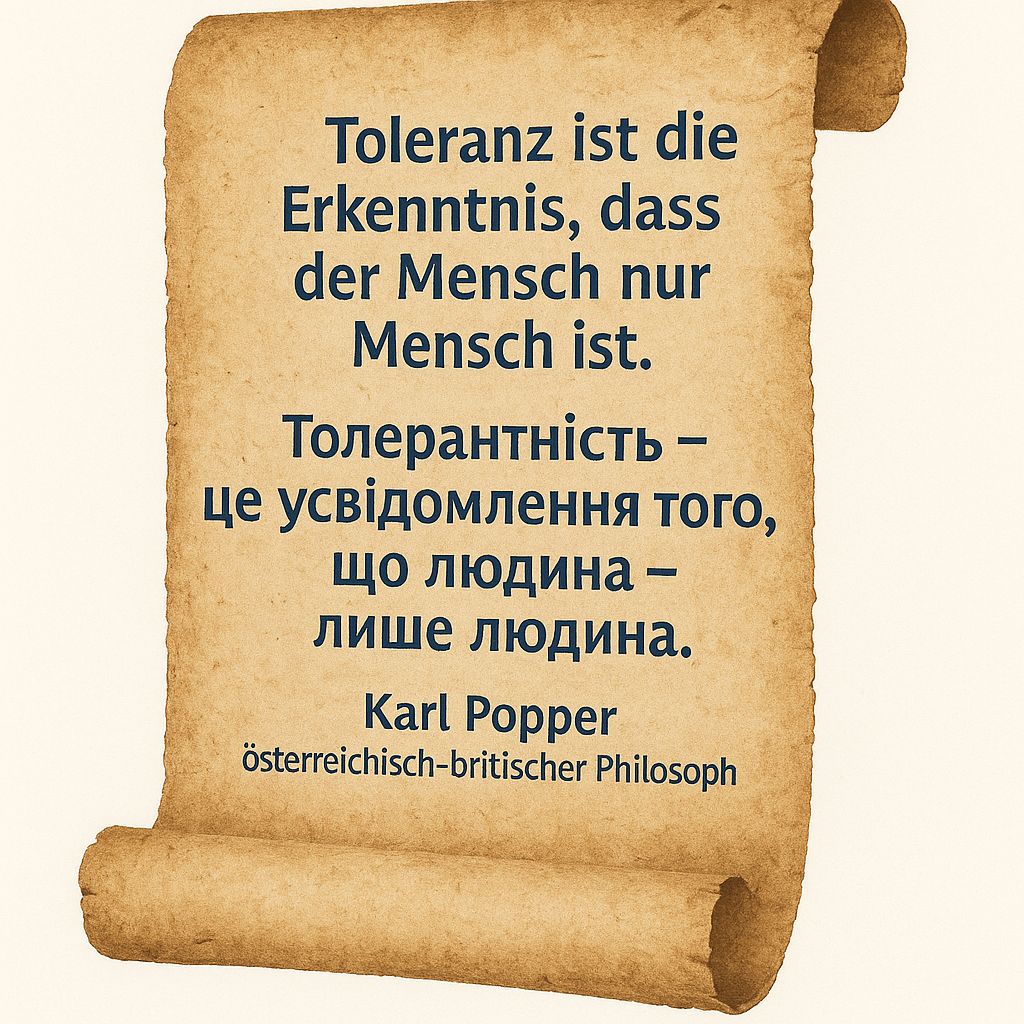 Toleranz ist die
Erkenntnis, dass
der Mensch nur
Mensch ist.
Толерантність –
це усвідомлення того,
що людина –
лише людина.
Karl Popper
österreichisch-britischer Philosoph